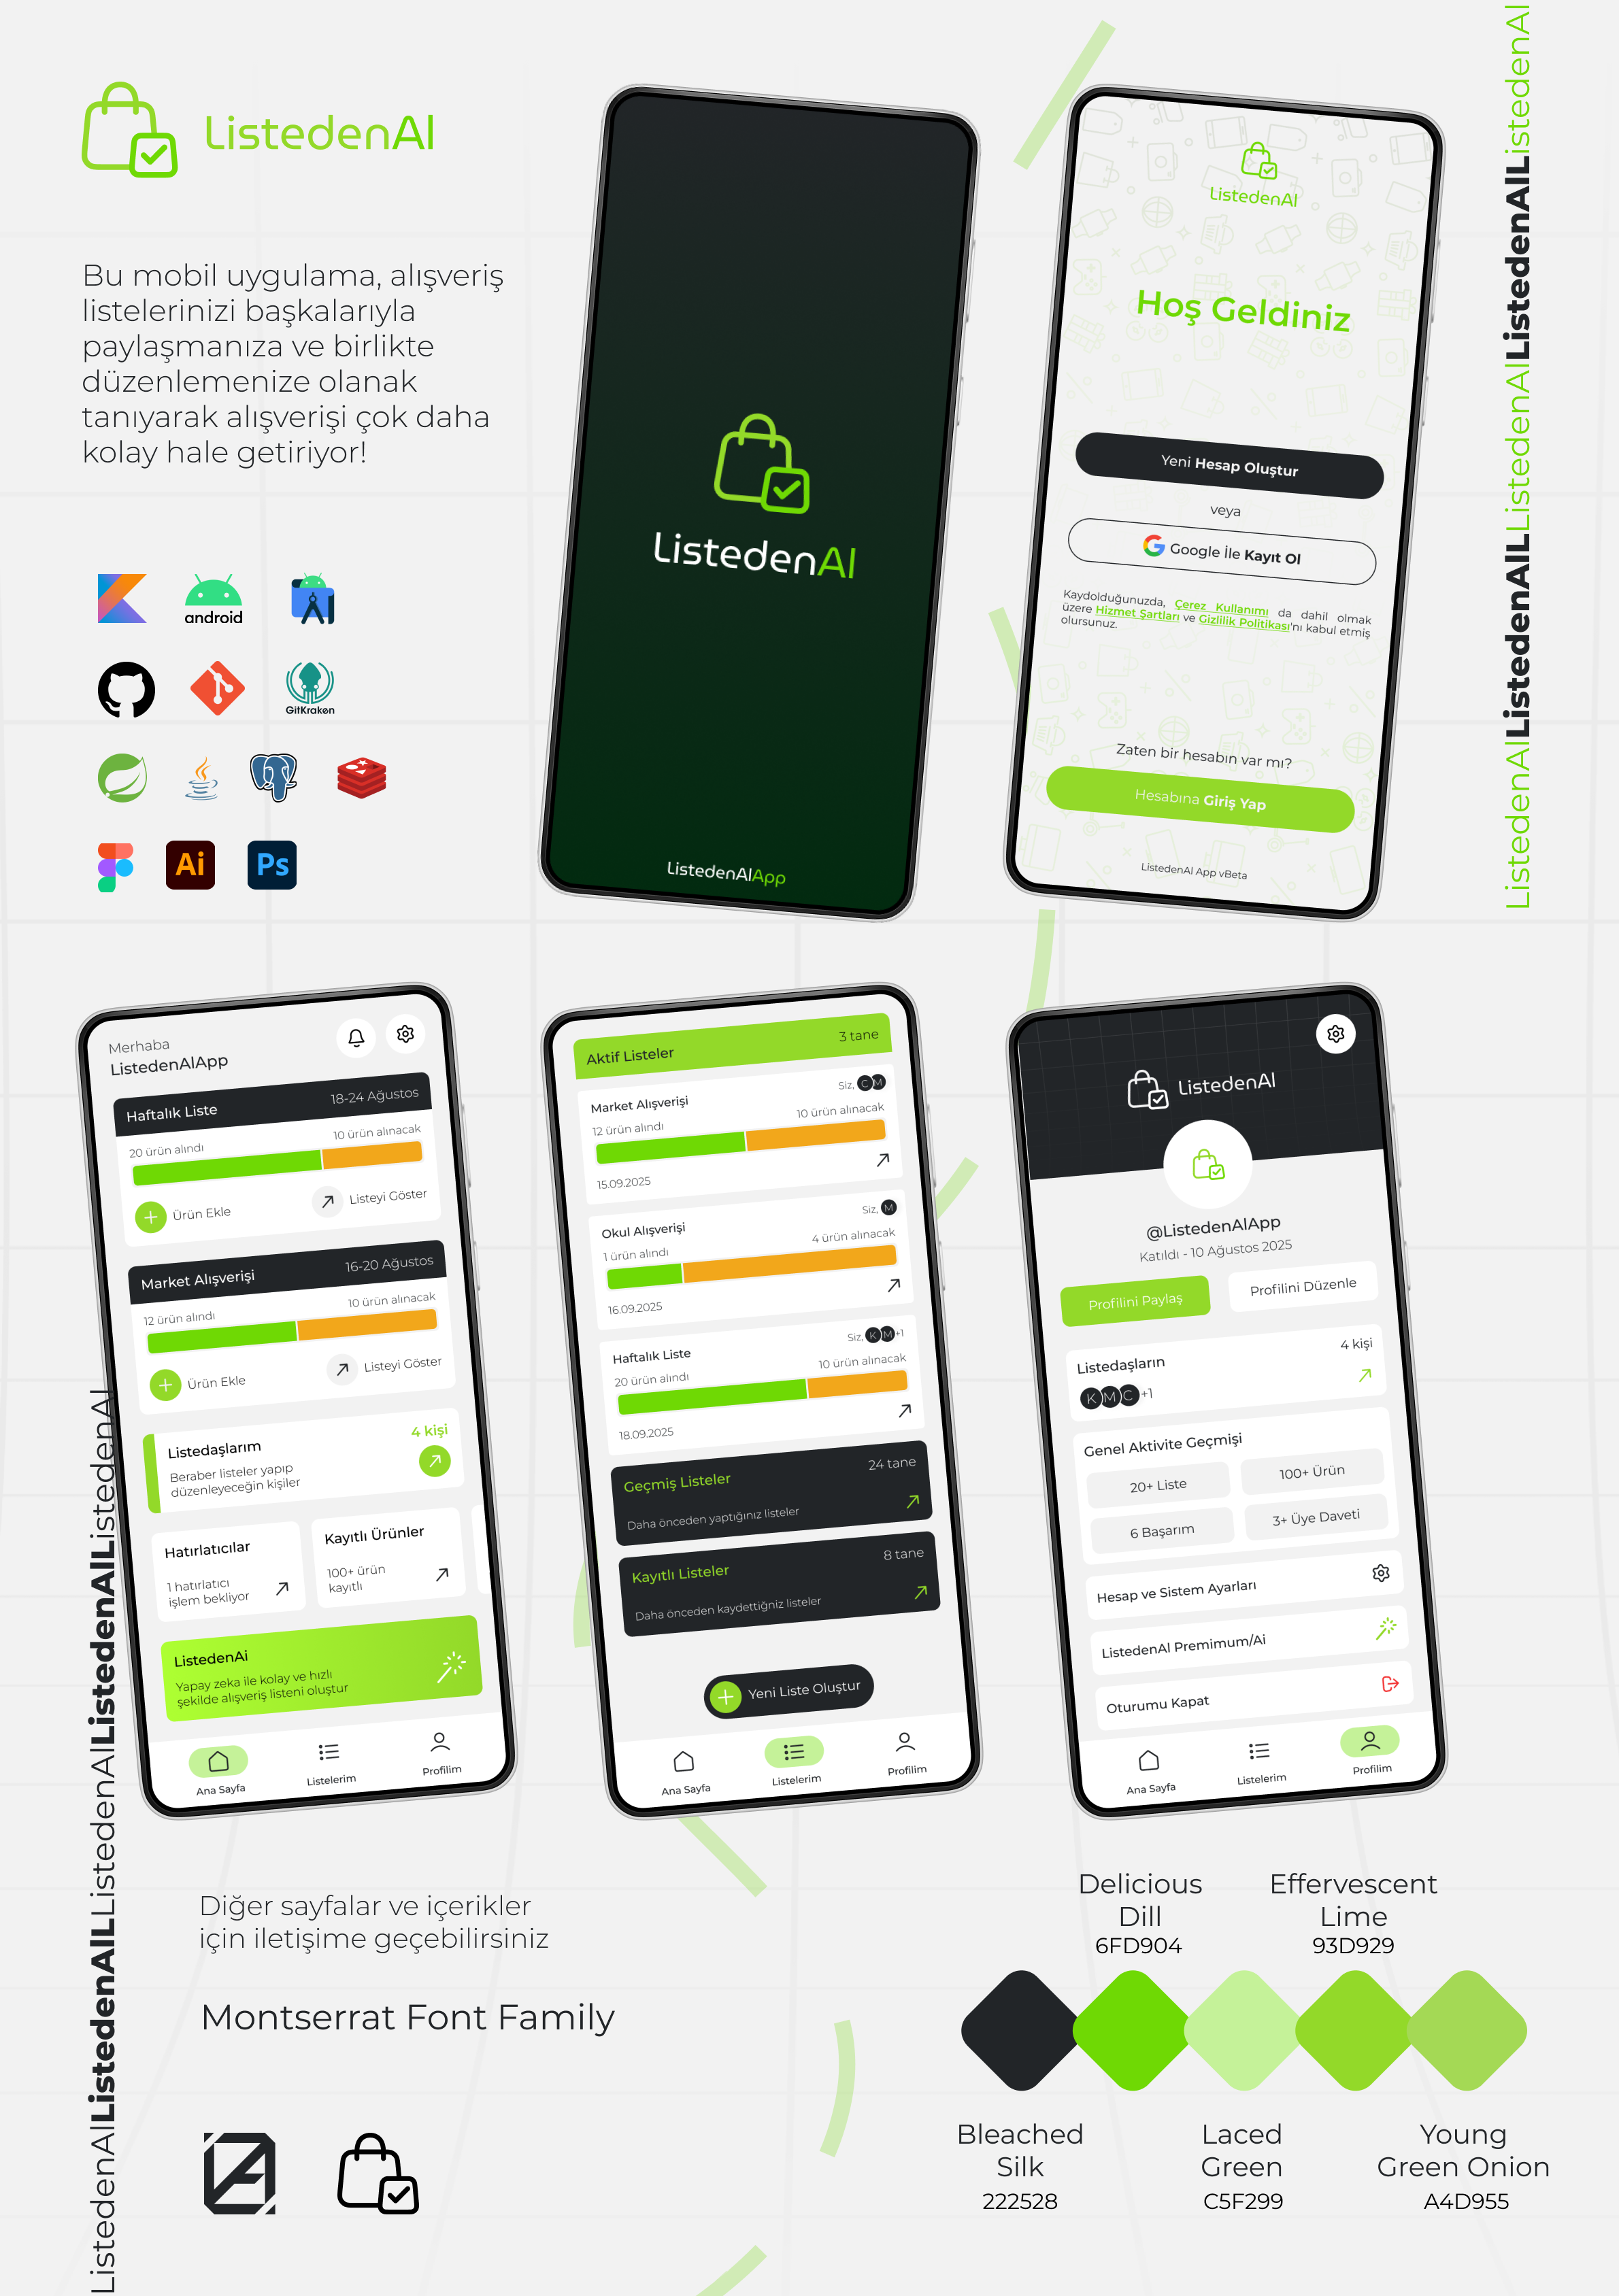 ListedenAl
Bu mobil uygulama, alışveriş
listelerinizi başkalarıyla
paylaşmanıza ve birlikte
düzenlemenize olanak
tanıyarak alışverişi çok daha
kolay hale getiriyor!
android
GitKraken
Ai
Ps
ListedenAl
ListedenAlApp
ListedenAl
Hoş Geldiniz
Yeni Hesap Oluştur
veya
Google İle Kayıt Ol
Kaydolduğunuzda, Çerez Kullanımı da dahil olmak
üzere Hizmet Şartları ve Gizlilik Politikası'nı kabul etmiş
olursunuz.
Zaten bir hesabın var mı?
Hesabına Giriş Yap
ListedenAl App vBeta
ListedenAlListedenAlLListedenAlListedenAlLListedenAl
Merhaba
ListedenAlApp
Haftalık Liste 18-24 Ağustos
20 ürün alındı 10 ürün alınacak
Ürün Ekle Listeyi Göster
Market Alışverişi 16-20 Ağustos
12 ürün alındı 10 ürün alınacak
Ürün Ekle Listeyi Göster
Listedaşlarım 4 kişi
Beraber listeler yapıp
düzenleyeceğin kişiler
Hatırlatıcılar
1 hatırlatıcı
işlem bekliyor
Kayıtlı Ürünler
100+ ürün
kayıtlı
ListedenAi
Yapay zeka ile kolay ve hızlı
şekilde alışveriş listeni oluştur
Ana Sayfa Listelerim Profilim
Aktif Listeler 3 tane
Market Alışverişi Siz, C M
12 ürün alındı 10 ürün alınacak
15.09.2025
Okul Alışverişi Siz, M
1 ürün alındı 4 ürün alınacak
16.09.2025
Haftalık Liste Siz, K M +1
20 ürün alındı 10 ürün alınacak
18.09.2025
Geçmiş Listeler 24 tane
Daha önceden yaptığınız listeler
Kayıtlı Listeler 8 tane
Daha önceden kaydettiğniz listeler
Yeni Liste Oluştur
Ana Sayfa Listelerim Profilim
ListedenAl
@ListedenAlApp
Katıldı - 10 Ağustos 2025
Profilini Paylaş Profilini Düzenle
Listedaşların 4 kişi
K M C +1
Genel Aktivite Geçmişi
20+ Liste 100+ Ürün
6 Başarım 3+ Üye Daveti
Hesap ve Sistem Ayarları
ListedenAl Premimum/Ai
Oturumu Kapat
Ana Sayfa Listelerim Profilim
ListedenAlListedenAlLListedenAlListedenAlLListedenAl
Diğer sayfalar ve içerikler
için iletişime geçebilirsiniz
Montserrat Font Family
Delicious
Dill
6FD904
Effervescent
Lime
93D929
Bleached
Silk
222528
Laced
Green
C5F299
Young
Green Onion
A4D955